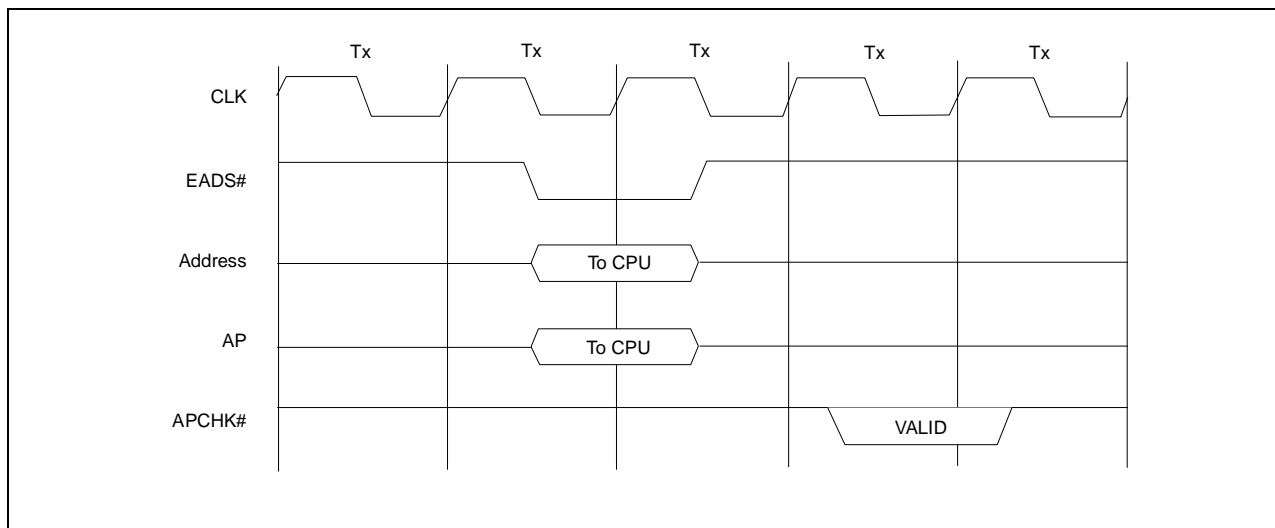 Tx Tx Tx Tx Tx
CLK
EADS#
Address To CPU
AP To CPU
APCHK# VALID